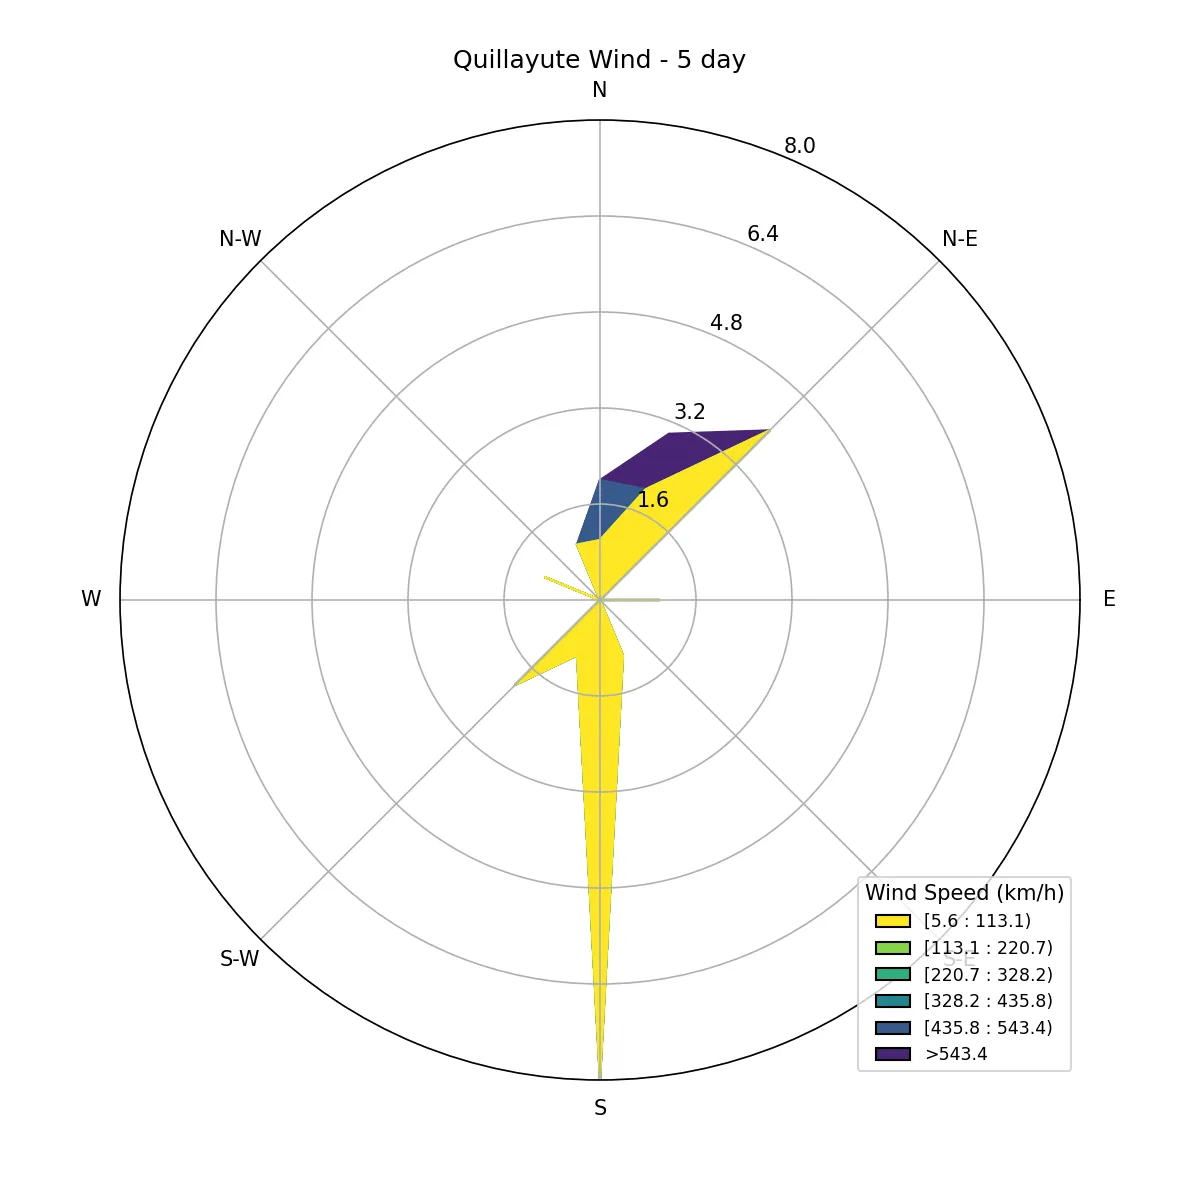 Quillayute Wind - 5 day
N
8.0
N-W
6.4
N-E
4.8
3.2
1.6
W
E
S-W
S-E
S
Wind Speed (km/h)
[5.6 : 113.1)
[113.1 : 220.7)
[220.7 : 328.2)
[328.2 : 435.8)
[435.8 : 543.4)
>543.4